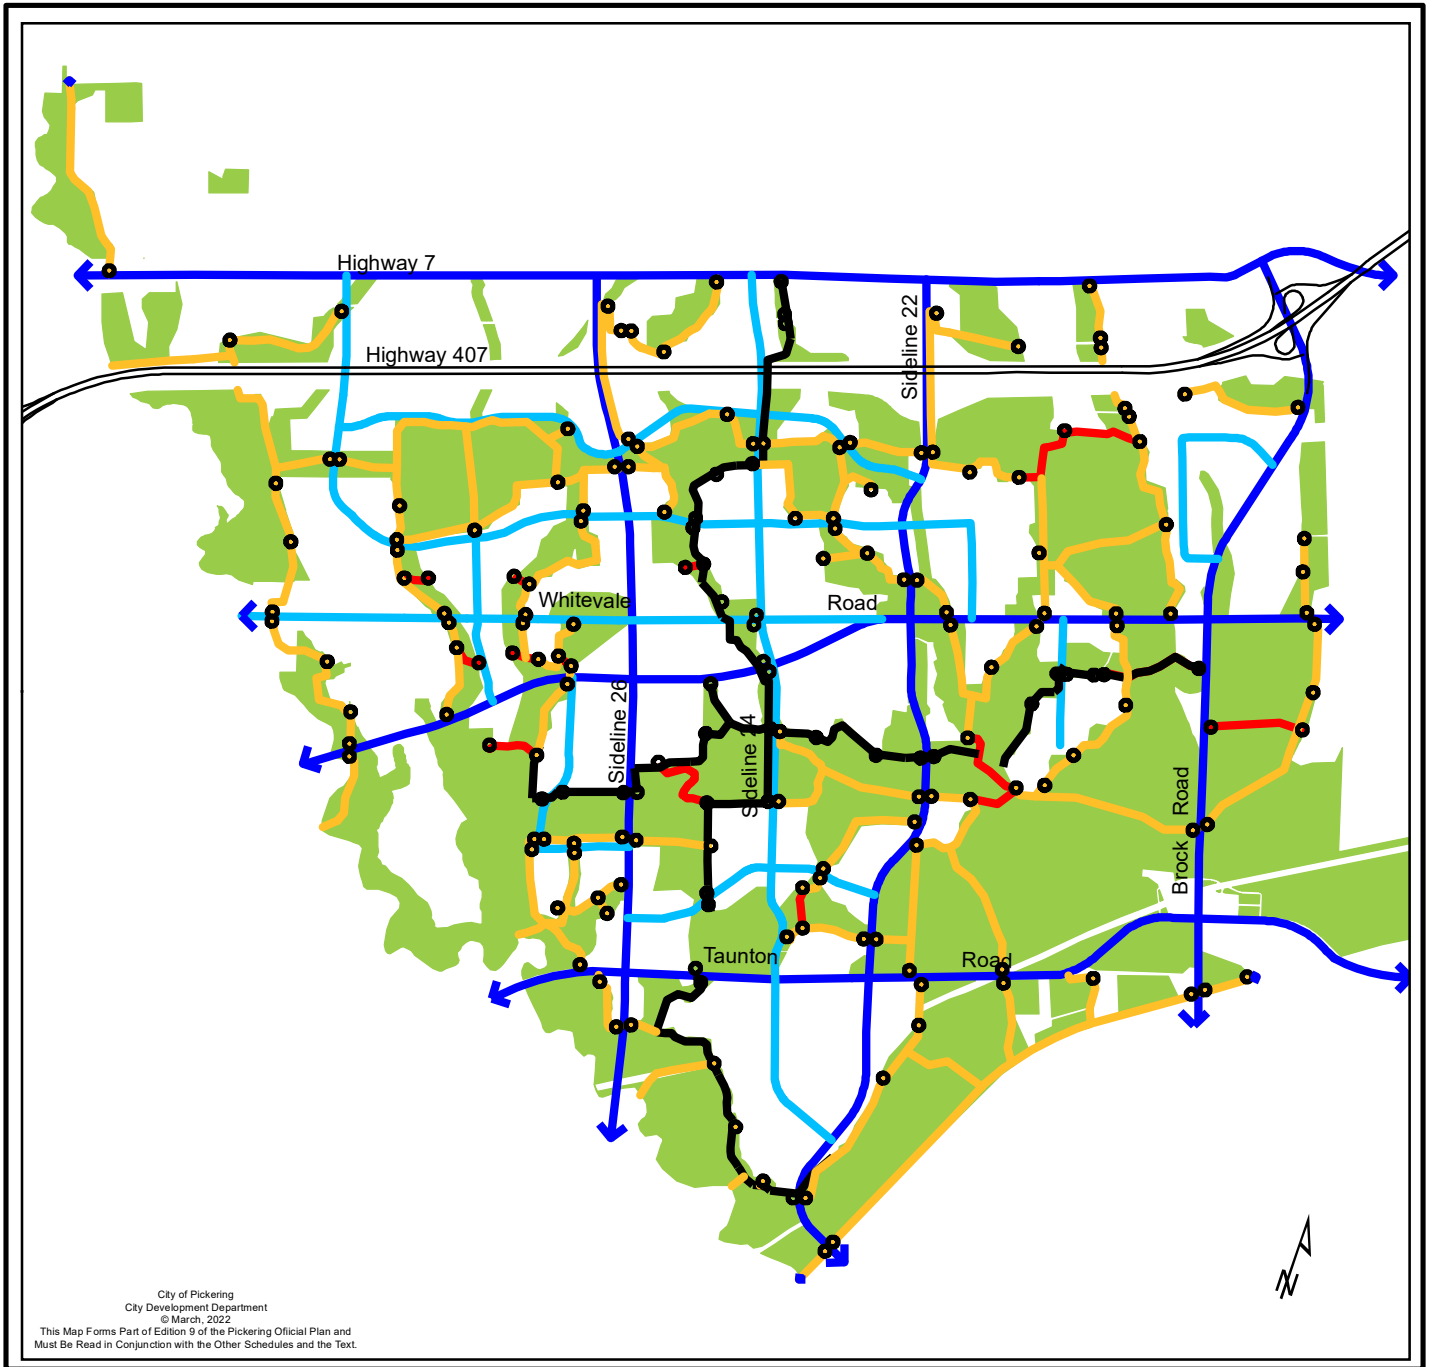 Highway 7
Highway 407
Sideline 22
Whitevale
Road
Sideline 26
Sideline 24
Brock Road
Taunton
Road
N
City of Pickering
City Development Department
© March, 2022
This Map Forms Part of Edition 9 of the Pickering Ofiicial Plan and
Must Be Read in Conjunction with the Other Schedules and the Text.